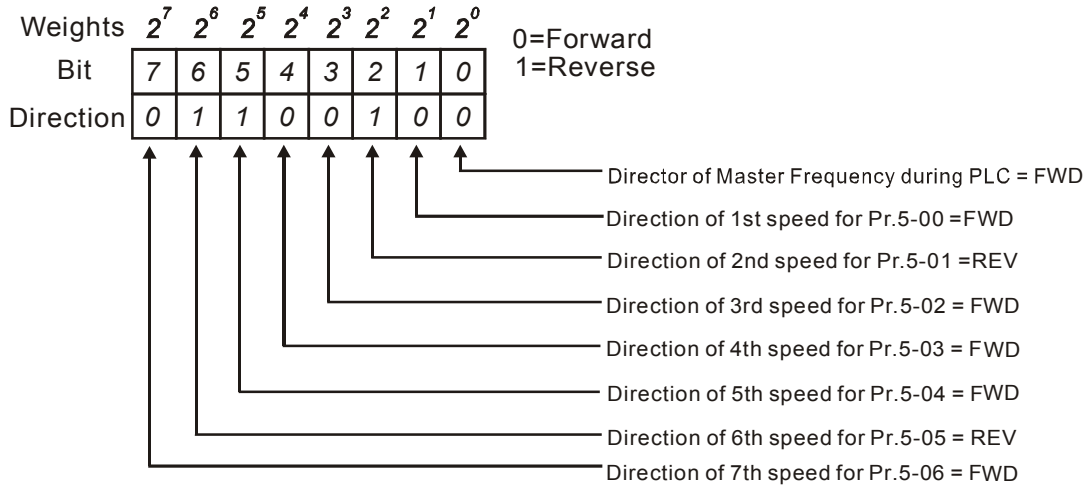 Weights 2^7 2^6 2^5 2^4 2^3 2^2 2^1 2^0
0=Forward
Bit 7 6 5 4 3 2 1 0
1=Reverse
Direction 0 1 1 0 0 1 0 0
Director of Master Frequency during PLC = FWD
Direction of 1st speed for Pr.5-00 =FWD
Direction of 2nd speed for Pr.5-01 =REV
Direction of 3rd speed for Pr.5-02 = FWD
Direction of 4th speed for Pr.5-03 = FWD
Direction of 5th speed for Pr.5-04 = FWD
Direction of 6th speed for Pr.5-05 = REV
Direction of 7th speed for Pr.5-06 = FWD